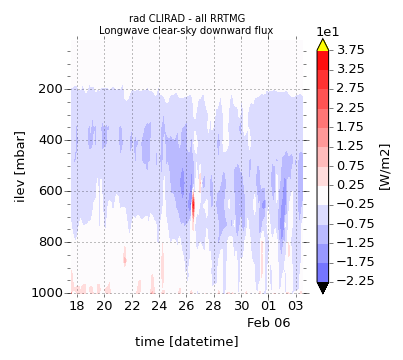 rad CLIRAD - all RRTMG
Longwave clear-sky downward flux
1e1
3.75
3.25
2.75
2.25
1.75
1.25
0.75
0.25
−0.25
−0.75
−1.25
−1.75
−2.25
[W/m2]
ilev [mbar]
200
400
600
800
1000
18 20 22 24 26 28 30 01 03
Feb 06
time [datetime]